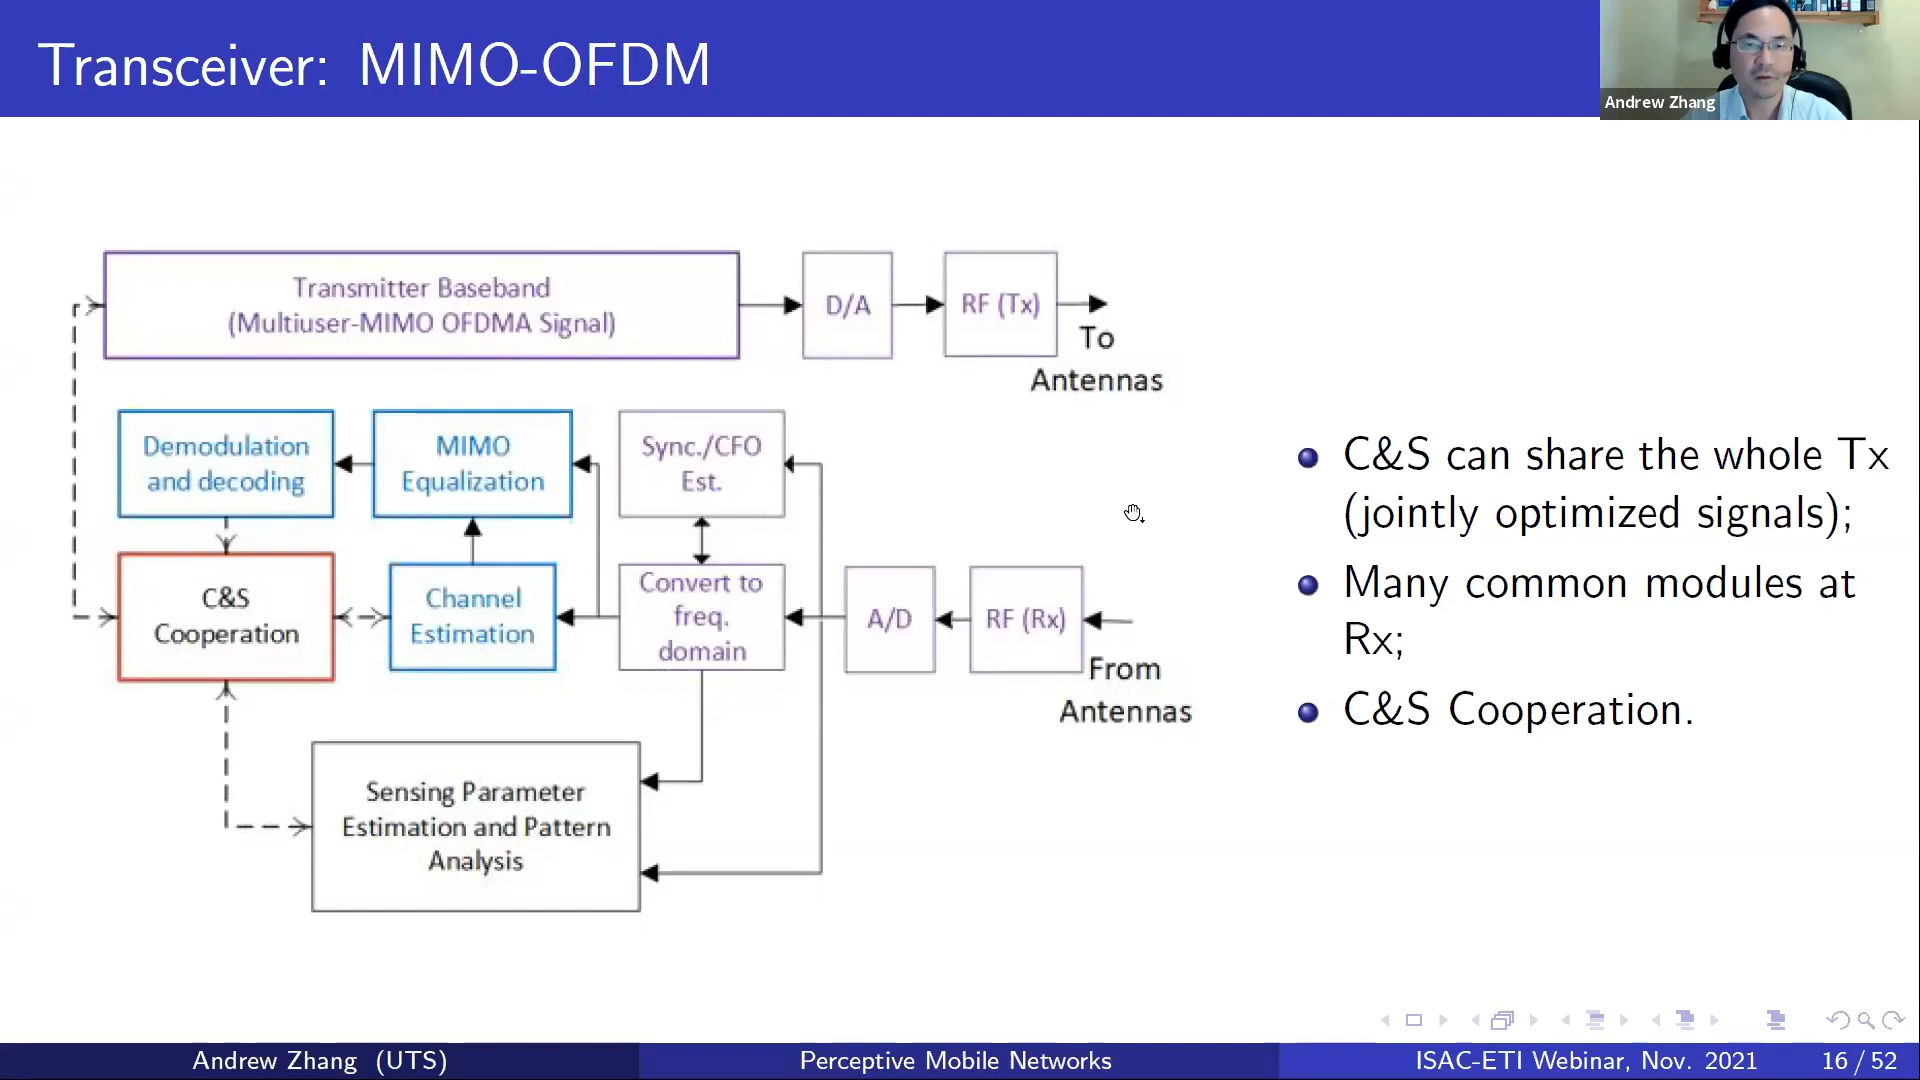 Transceiver: MIMO-OFDM
Andrew Zhang
Transmitter Baseband
(Multiuser-MIMO OFDMA Signal)
D/A
RF (Tx)
To
Antennas
Demodulation
and decoding
MIMO
Equalization
Sync./CFO
Est.
C&S
Cooperation
Channel
Estimation
Convert to
freq.
domain
A/D
RF (Rx)
From
Antennas
Sensing Parameter
Estimation and Pattern
Analysis
C&S can share the whole Tx
(jointly optimized signals);
Many common modules at
Rx;
C&S Cooperation.
Andrew Zhang (UTS)
Perceptive Mobile Networks
ISAC-ETI Webinar, Nov. 2021
16 / 52